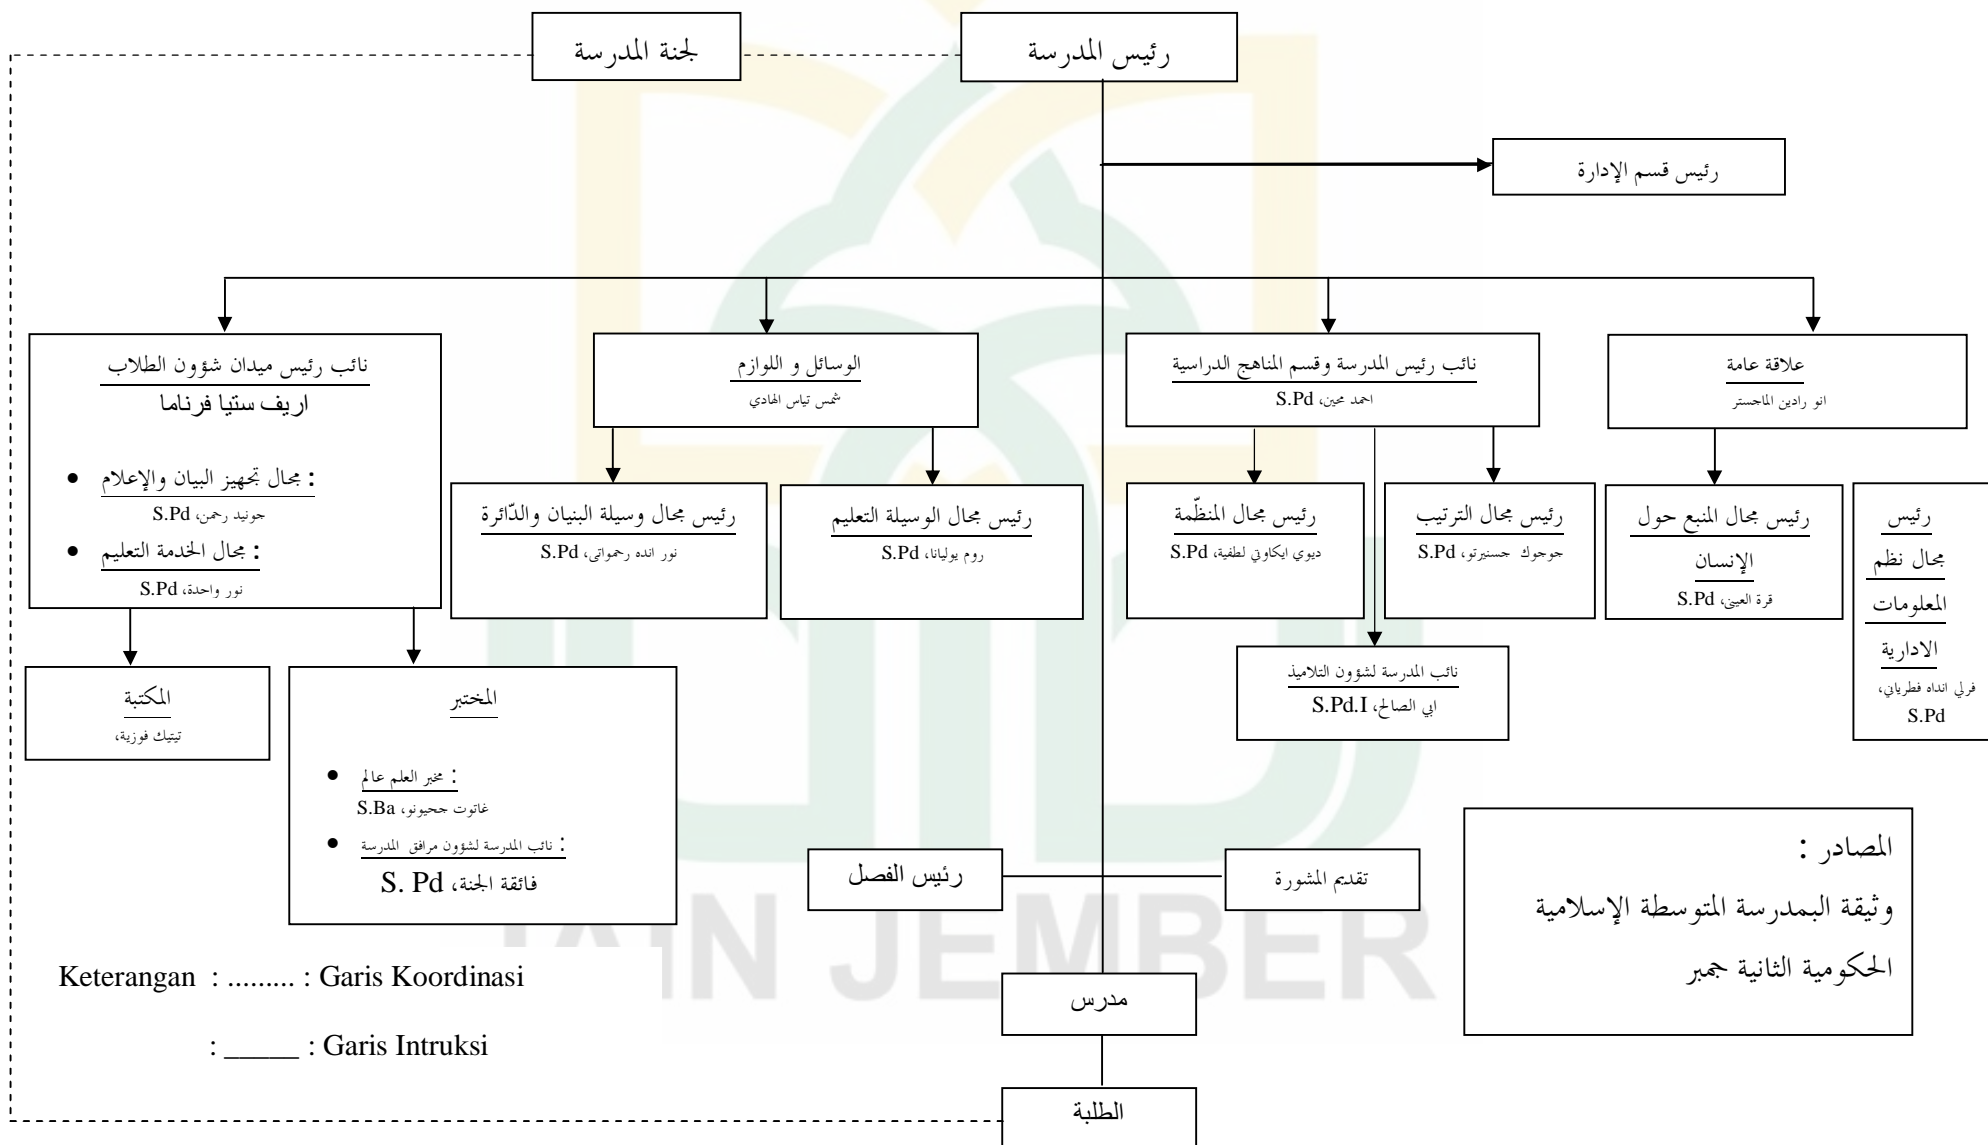 رئيس المدرسة
لجنة المدرسة
رئيس قسم الإدارة
علاقة عامة
انو رادين الماجستر
نائب رئيس المدرسة وقسم المناهج الدراسية
احمد محين، S.Pd
الوسائل و اللوازم
شمس تياس الهادي
نائب رئيس ميدان شؤون الطلاب
اريف ستيا فرناما
• مجال تجهيز البيان والإعلام :
جونيد رحمن، S.Pd
• مجال الخدمة التعليم :
نور واحدة، S.Pd
رئيس
مجال نظم
المعلومات
الادارية
فرلي انداه فطرياني،
S.Pd
رئيس مجال المنبع حول
الإنسان
قرة العيني، S.Pd
رئيس مجال الترتيب
جوجوك جسنيرتو، S.Pd
رئيس مجال المنظّمة
ديوي ايكاوتي لطفية، S.Pd
رئيس مجال الوسيلة التعليم
روم يوليانا، S.Pd
رئيس مجال وسيلة البنيان والدّائرة
نور انده رحمواتى، S.Pd
نائب المدرسة لشؤون التلاميذ
ابي الصالح، S.Pd.I
المختبر
• مخبر العلم عالم :
غاتوت جحيونو، S.Ba
• نائب المدرسة لشؤون مرافق المدرسة :
فائقة الجنة، S. Pd
المكتبة
تيتيك فوزية،
تقديم المشورة
رئيس الفصل
مدرس
الطلبة
المصادر :
وثيقة البمدرسة المتوسطة الإسلامية
الحكومية الثانية جمبر
Keterangan : ......... : Garis Koordinasi
: _____ : Garis Intruksi
IAIN JEMBER